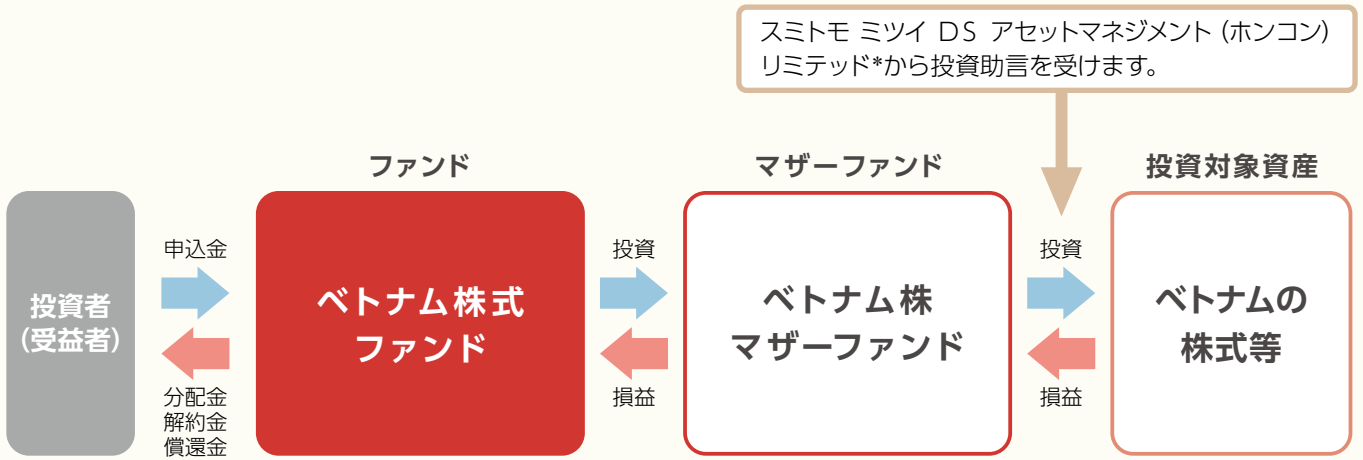 スミトモ ミツイ DS アセットマネジメント (ホンコン)
リミテッド*から投資助言を受けます。
ファンド
マザーファンド
投資対象資産
投資者
(受益者)
申込金
分配金
解約金
償還金
ベトナム株式
ファンド
投資
損益
ベトナム株
マザーファンド
投資
損益
ベトナムの
株式等